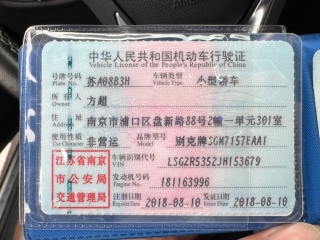 中华人民共和国机动车行驶证
Vehicle License of the People's Republic of China
号牌号码 Plate No. 苏A08B3H 车辆类型 Vehicle Type 小型轿车
所有人 Owner 方超
住址 Address 南京市浦口区盘新路88号2幢一单元301室
使用性质 Use Character 非营运 品牌型号 Model 别克牌SGM7157EAA1
江苏省南京市公安局交通管理局
车辆识别代号 VIN LSGZR5352JH153679
发动机号码 Engine No. 181163996
注册日期 Register Date 2018-08-10 发证日期 Issue Date 2018-08-10